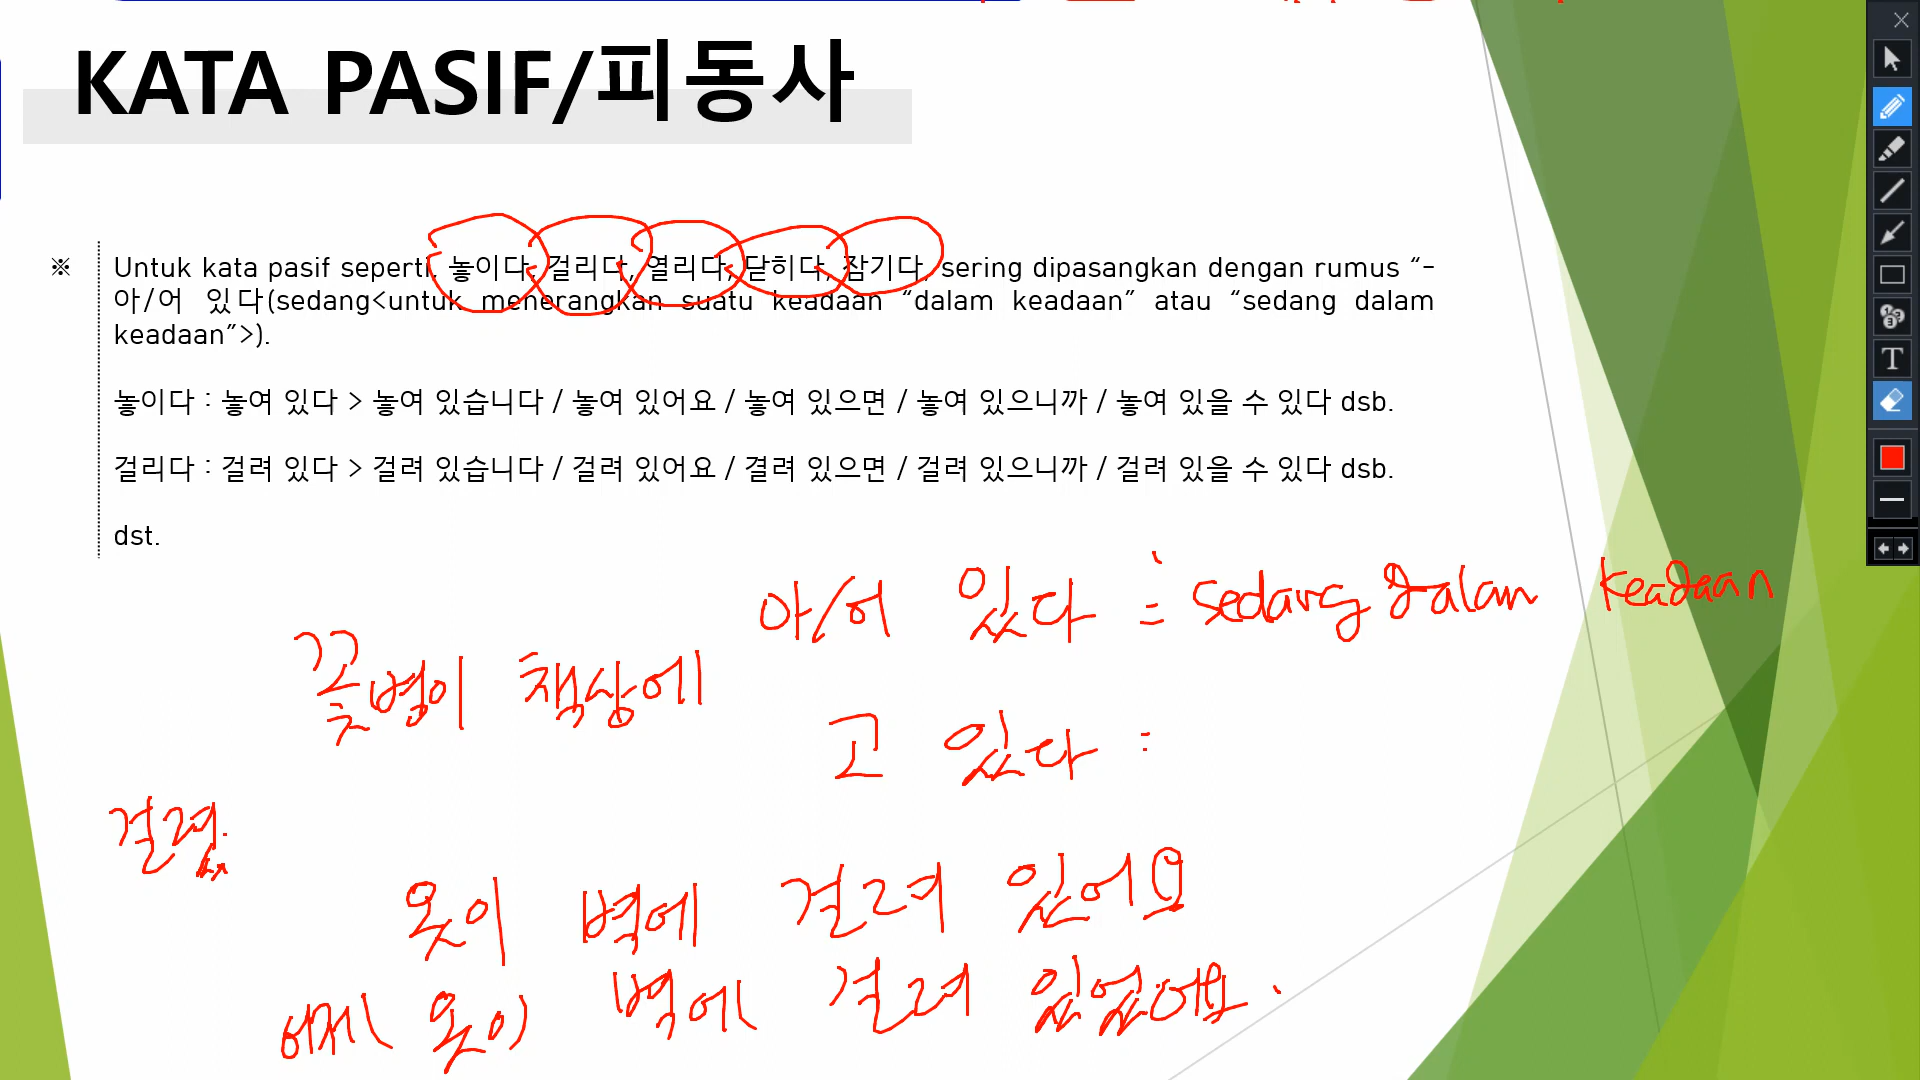 KATA PASIF/피동사
※ Untuk kata pasif seperti, 놓이다, 걸리다, 열리다, 닫히다, 잠기다, sering dipasangkan dengan rumus “-
아/어 있다(sedang<untuk menerangkan suatu keadaan “dalam keadaan” atau “sedang dalam
keadaan”>).
놓이다 : 놓여 있다 > 놓여 있습니다 / 놓여 있어요 / 놓여 있으면 / 놓여 있으니까 / 놓여 있을 수 있다 dsb.
걸리다 : 걸려 있다 > 걸려 있습니다 / 걸려 있어요 / 결려 있으면 / 걸려 있으니까 / 걸려 있을 수 있다 dsb.
dst.
아/어 있다 = sedang dalam keadaan
꽃병이 책상에
고 있다 :
걸렸
옷이 벽에 걸려 있어요
어제 옷이 벽에 걸려 있었어요.
T